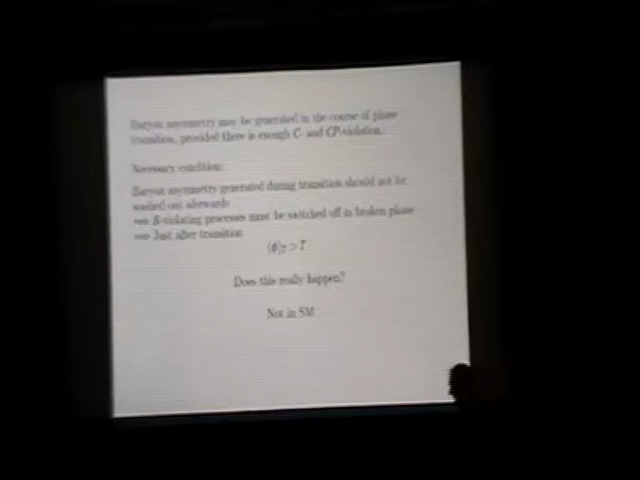 Baryon asymmetry may be generated in the course of phase
transition, provided there is enough C- and CP-violation.
Necessary condition:
Baryon asymmetry generated during transition should not be
washed out afterwards
⟹ B-violating processes must be switched off in broken phase
⟹ Just after transition
⟨ϕ⟩T > T
Does this really happen?
Not in SM